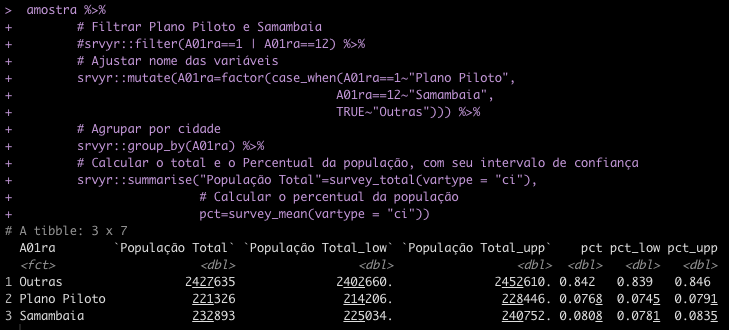 >  amostra %>%
+         # Filtrar Plano Piloto e Samambaia
+         #srvyr::filter(A01ra==1 | A01ra==12) %>%
+         # Ajustar nome das variáveis
+         srvyr::mutate(A01ra=factor(case_when(A01ra==1~"Plano Piloto",
+                                              A01ra==12~"Samambaia",
+                                              TRUE~"Outras"))) %>%
+         # Agrupar por cidade
+         srvyr::group_by(A01ra) %>%
+         # Calcular o total e o Percentual da população, com seu intervalo de confiança
+         srvyr::summarise("População Total"=survey_total(vartype = "ci"),
+                          # Calcular o percentual da população
+                          pct=survey_mean(vartype = "ci"))
# A tibble: 3 x 7
  A01ra        `População Total` `População Total_low` `População Total_upp`    pct pct_low pct_upp
  <fct>                    <dbl>                 <dbl>                 <dbl>  <dbl>   <dbl>   <dbl>
1 Outras                 2427635              2402660.              2452610. 0.842   0.839   0.846
2 Plano Piloto            221326               214206.               228446. 0.0768  0.0745  0.0791
3 Samambaia               232893               225034.               240752. 0.0808  0.0781  0.0835